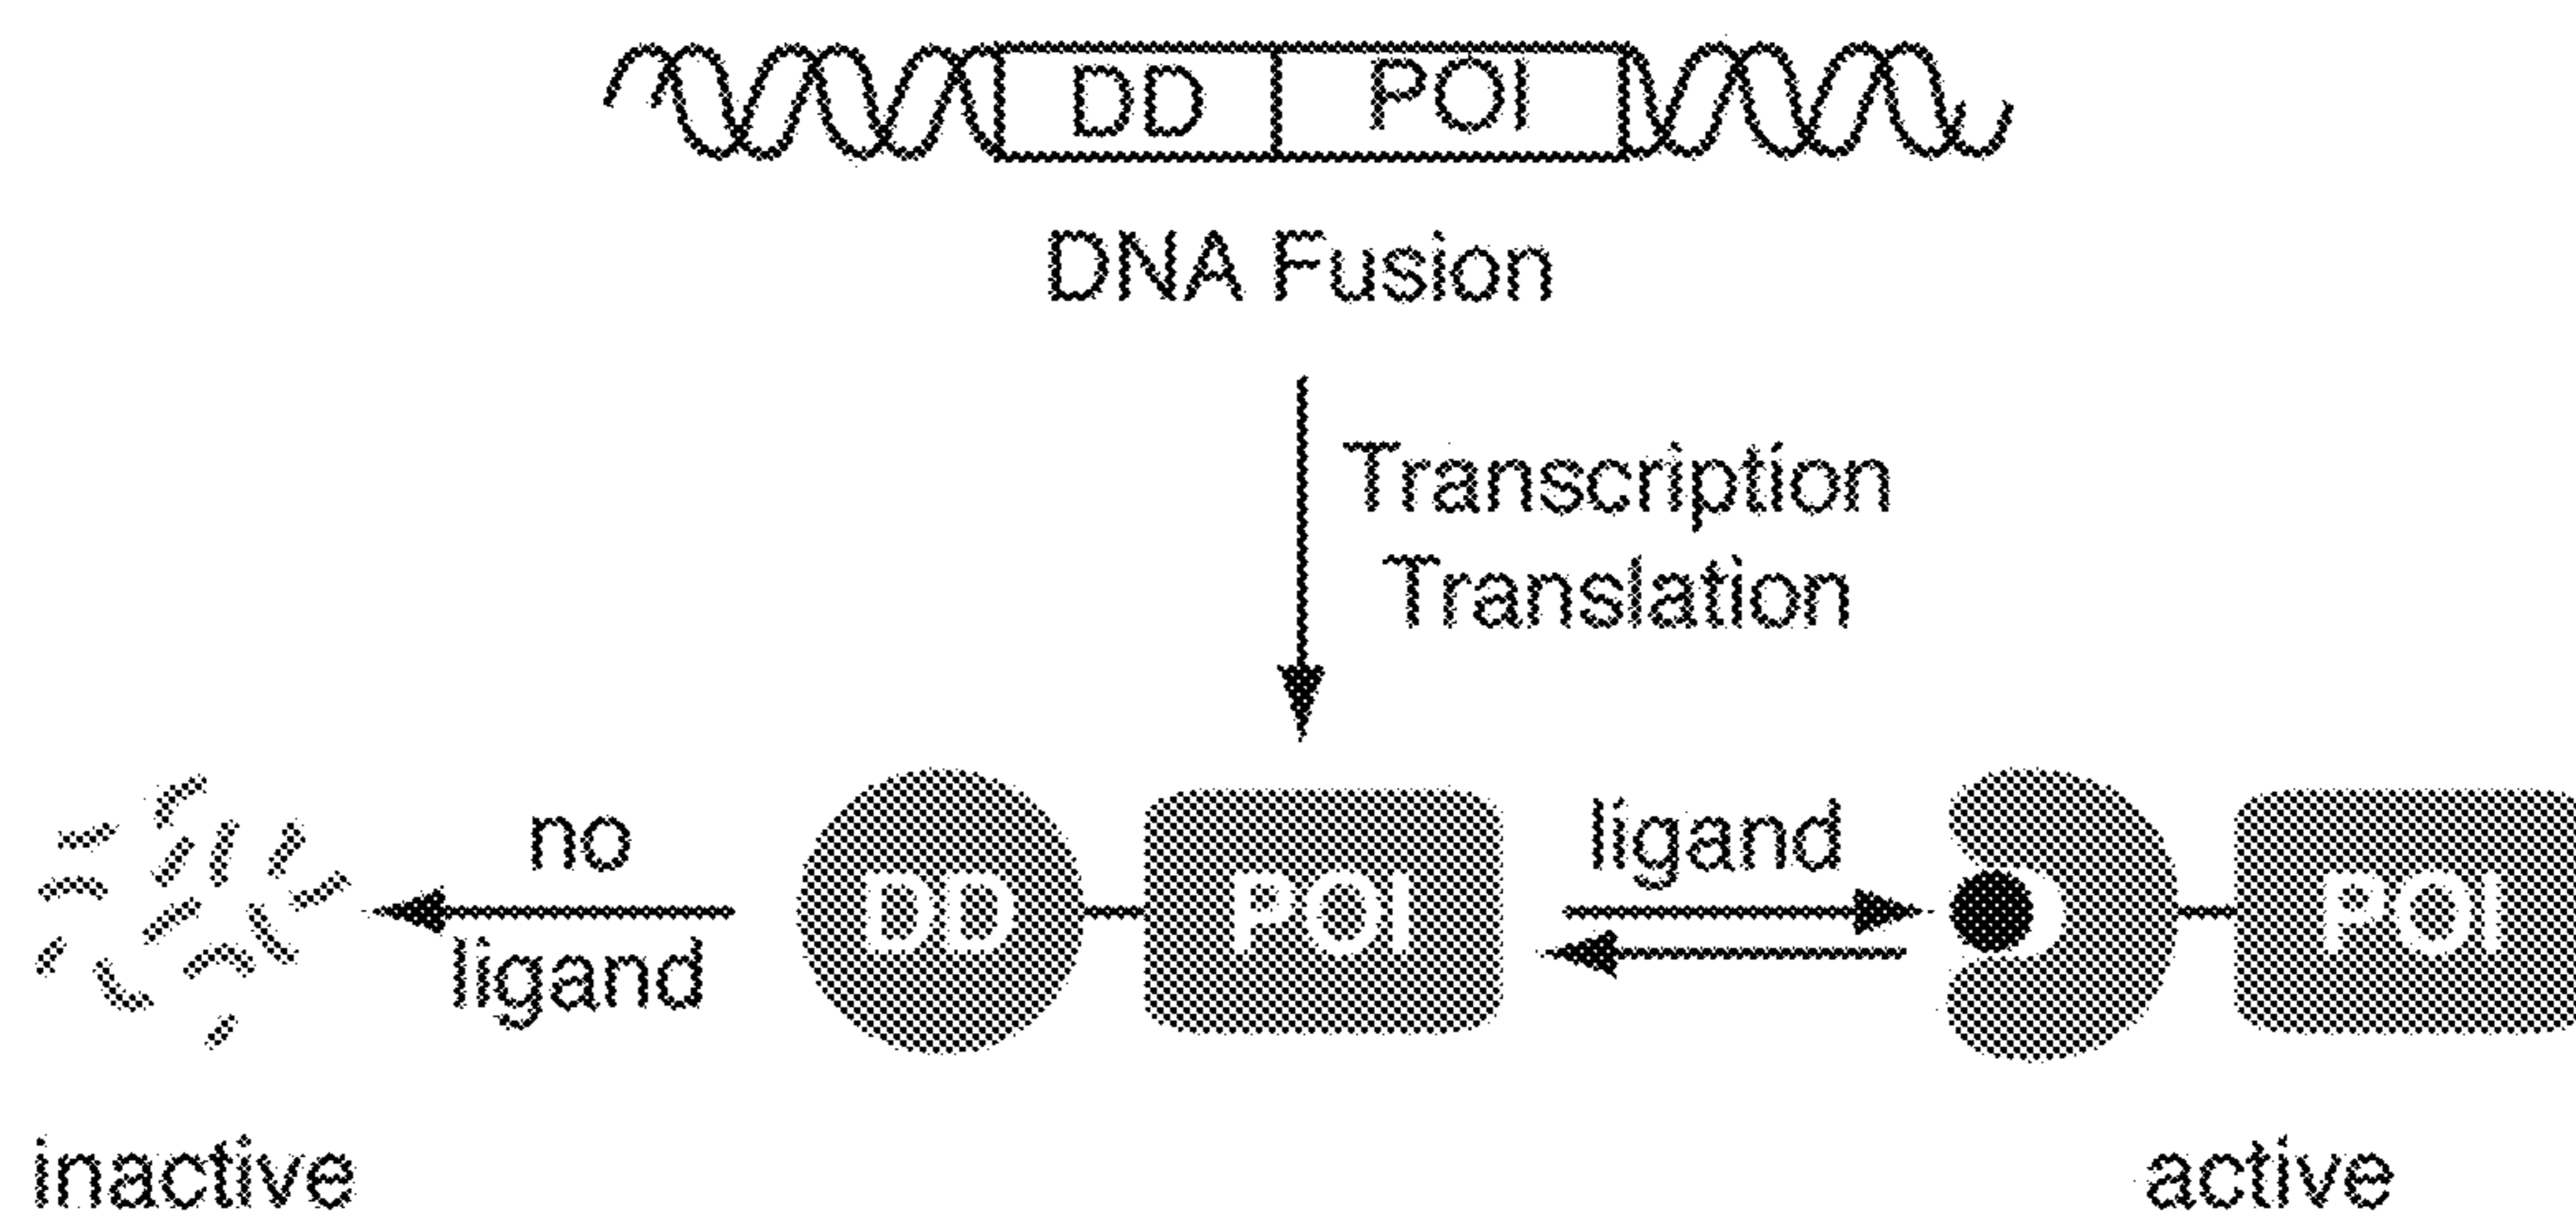 DD POI
DNA Fusion
Transcription
Translation
no
ligand
DD POI
ligand
POI
inactive
active